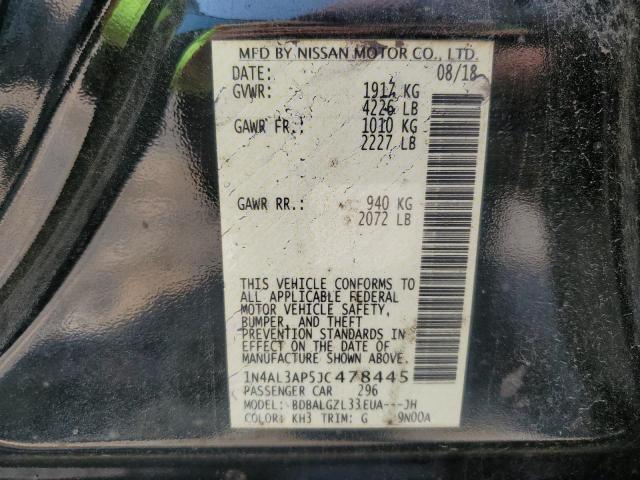 MFD BY NISSAN MOTOR CO., LTD.
DATE: 08/18
GVWR: 1917 KG
4226 LB
GAWR FR.: 1010 KG
2227 LB
GAWR RR.: 940 KG
2072 LB
THIS VEHICLE CONFORMS TO
ALL APPLICABLE FEDERAL
MOTOR VEHICLE SAFETY,
BUMPER, AND THEFT
PREVENTION STANDARDS IN
EFFECT ON THE DATE OF
MANUFACTURE SHOWN ABOVE.
1N4AL3AP5JC478445
PASSENGER CAR 296
MODEL: BDBALGZL33EUA---JH
COLOR: KH3 TRIM: G 9N00A